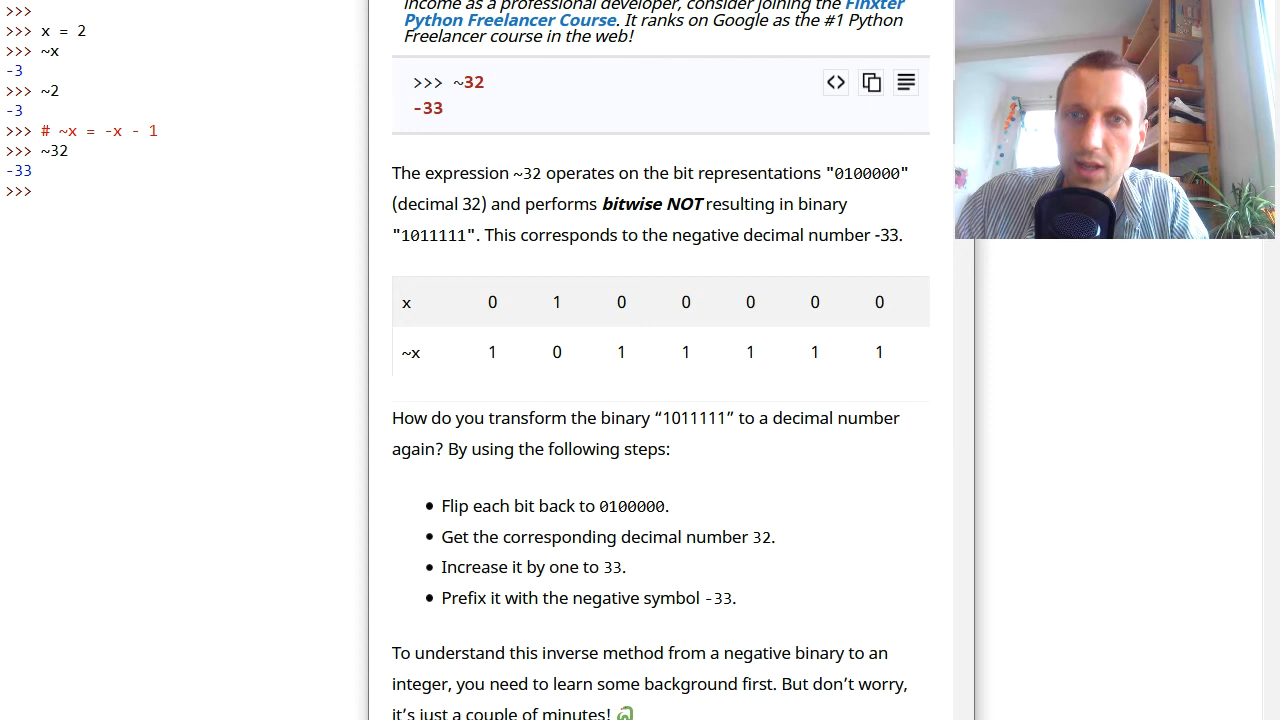 >>>
>>> x = 2
>>> ~x
-3
>>> ~2
-3
>>> # ~x = -x - 1
>>> ~32
-33
>>>
income as a professional developer, consider joining the Finxter
Python Freelancer Course. It ranks on Google as the #1 Python
Freelancer course in the web!
>>> ~32
-33
The expression ~32 operates on the bit representations "0100000"
(decimal 32) and performs bitwise NOT resulting in binary
"1011111". This corresponds to the negative decimal number -33.
x 0 1 0 0 0 0 0
~x 1 0 1 1 1 1 1
How do you transform the binary “1011111” to a decimal number
again? By using the following steps:
• Flip each bit back to 0100000.
• Get the corresponding decimal number 32.
• Increase it by one to 33.
• Prefix it with the negative symbol -33.
To understand this inverse method from a negative binary to an
integer, you need to learn some background first. But don’t worry,
it’s just a couple of minutes!